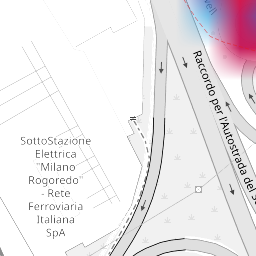 SottoStazione
Elettrica
"Milano
Rogoredo"
- Rete
Ferroviaria
Italiana
SpA
Raccordo per l'Autostrada del